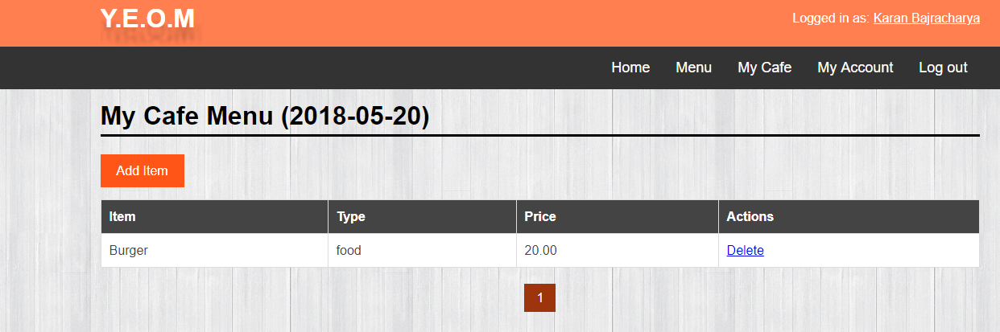 Y.E.O.M
Logged in as: Karan Bajracharya
Home Menu My Cafe My Account Log out
My Cafe Menu (2018-05-20)
Add Item
Item Type Price Actions
Burger food 20.00 Delete
1